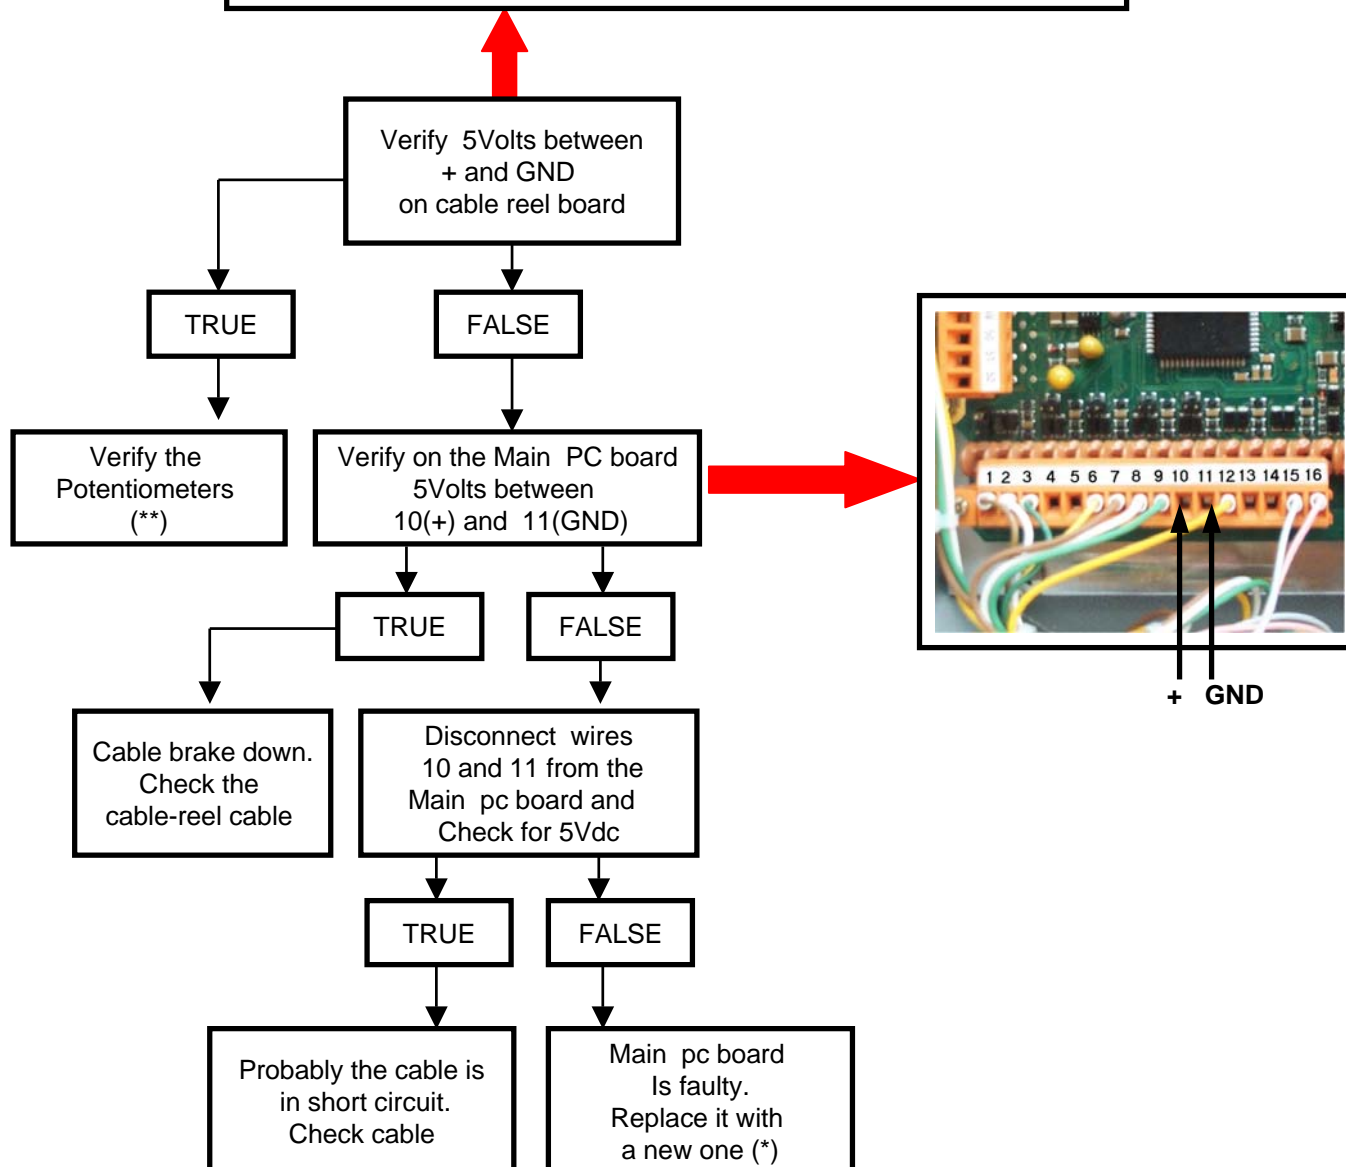 Verify 5Volts between
+ and GND
on cable reel board
TRUE
FALSE
Verify the
Potentiometers
(**)
Verify on the Main PC board
5Volts between
10(+) and 11(GND)
1 2 3 4 5 6 7 8 9 10 11 12 13 14 15 16
+ GND
TRUE
FALSE
Cable brake down.
Check the
cable-reel cable
Disconnect wires
10 and 11 from the
Main pc board and
Check for 5Vdc
TRUE
FALSE
Probably the cable is
in short circuit.
Check cable
Main pc board
Is faulty.
Replace it with
a new one (*)